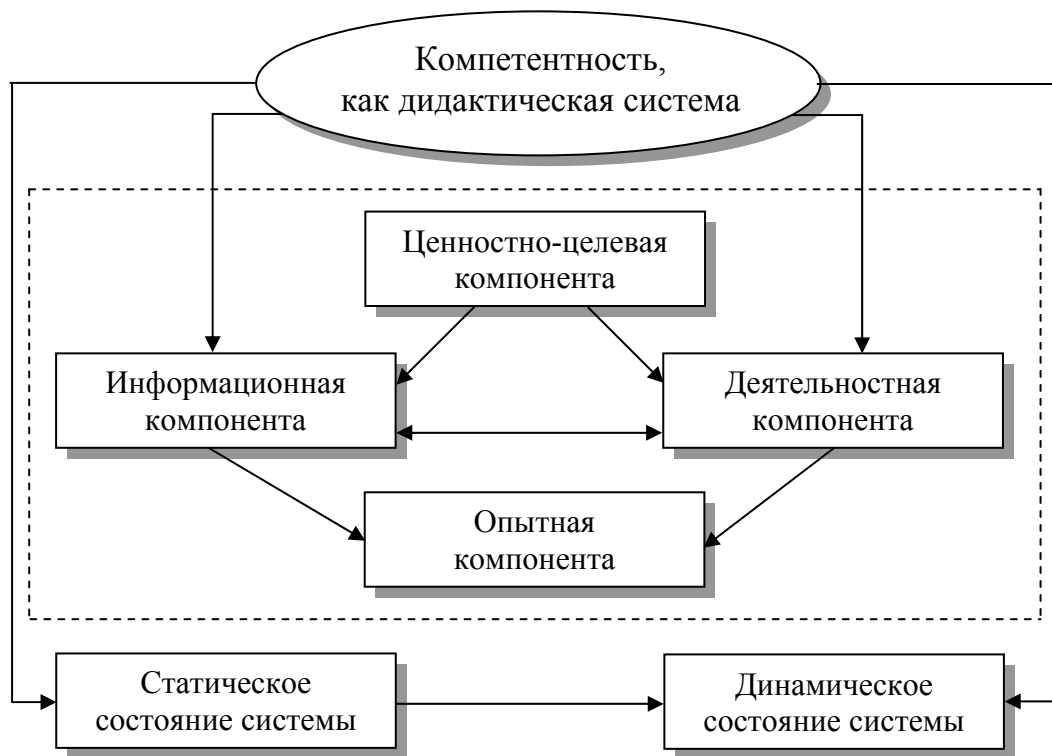 Компетентность,
как дидактическая система
Ценностно-целевая
компонента
Информационная
компонента
Деятельностная
компонента
Опытная
компонента
Статическое
состояние системы
Динамическое
состояние системы